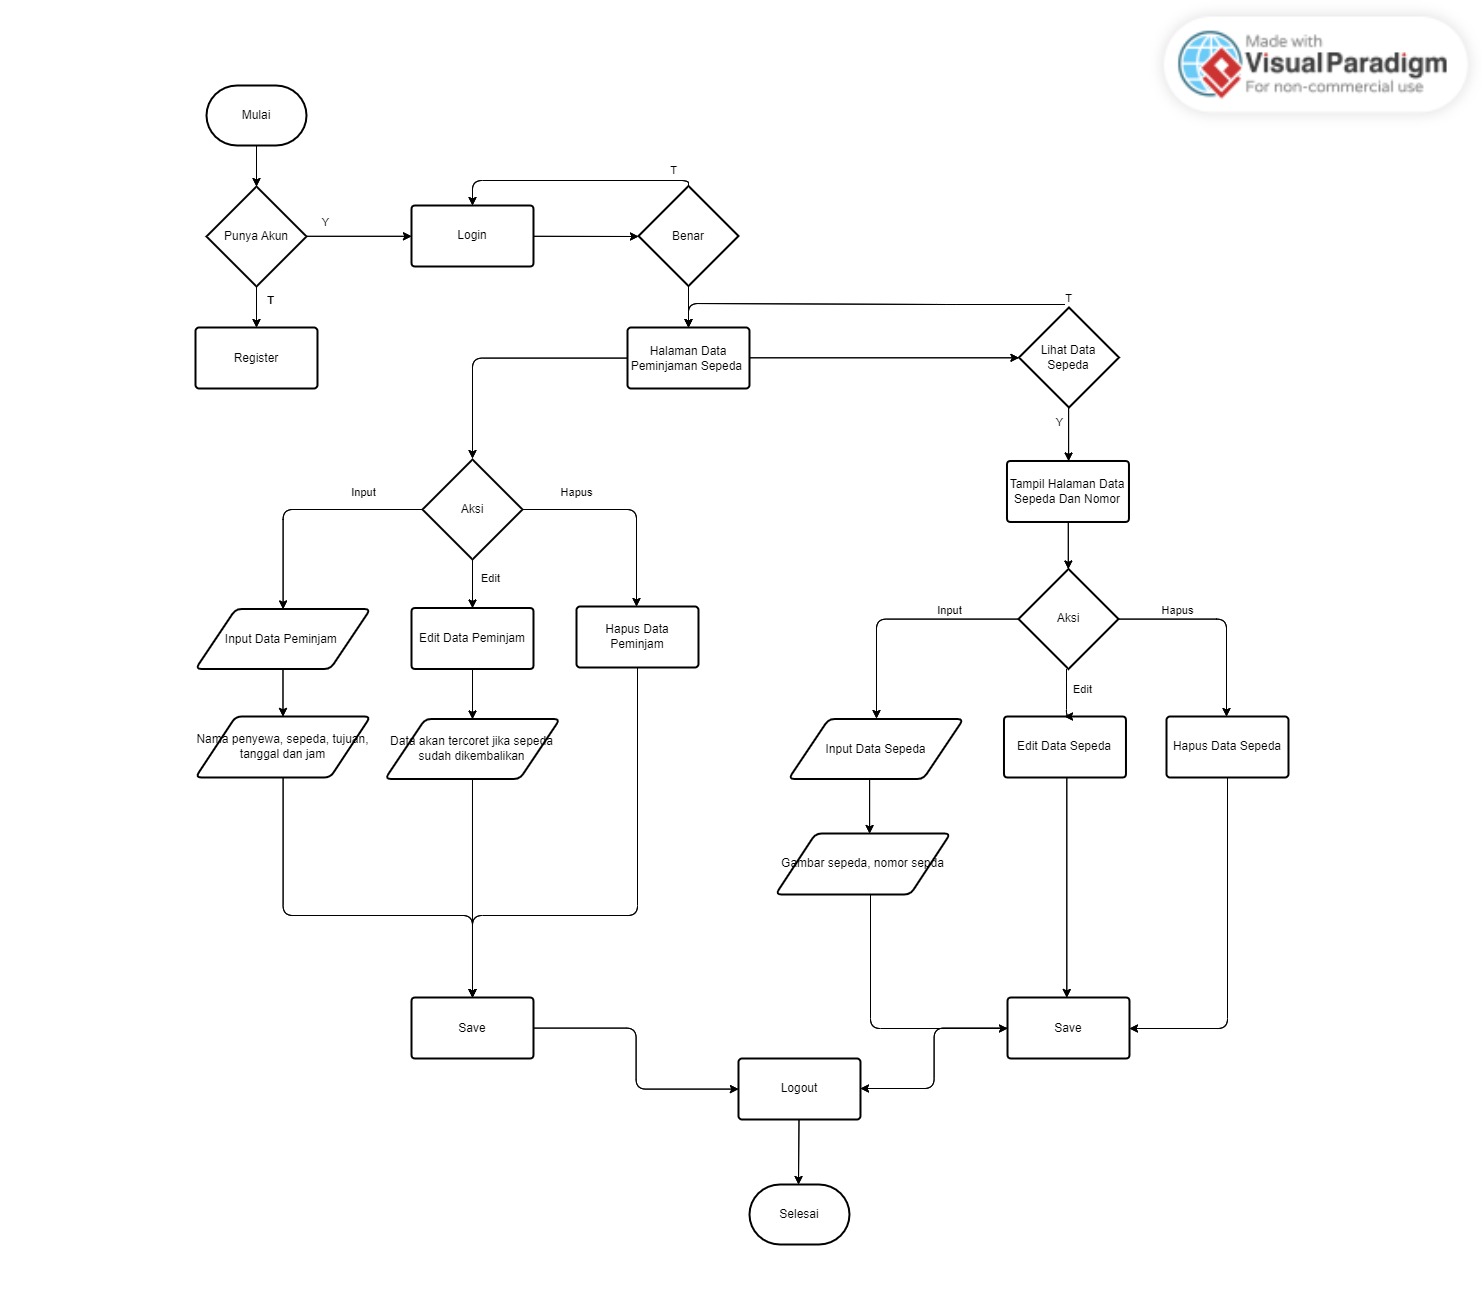 Made with
VisualParadigm
For non-commercial use
Mulai
T
Punya Akun
Y
Login
Benar
T
T
Register
Halaman Data
Peminjaman Sepeda
Lihat Data
Sepeda
Y
Tampil Halaman Data
Sepeda Dan Nomor
Input
Aksi
Hapus
Edit
Input Data Peminjam
Edit Data Peminjam
Hapus Data
Peminjam
Input
Aksi
Hapus
Edit
Nama penyewa, sepeda, tujuan,
tanggal dan jam
Data akan tercoret jika sepeda
sudah dikembalikan
Input Data Sepeda
Edit Data Sepeda
Hapus Data Sepeda
Gambar sepeda, nomor sepda
Save
Save
Logout
Selesai